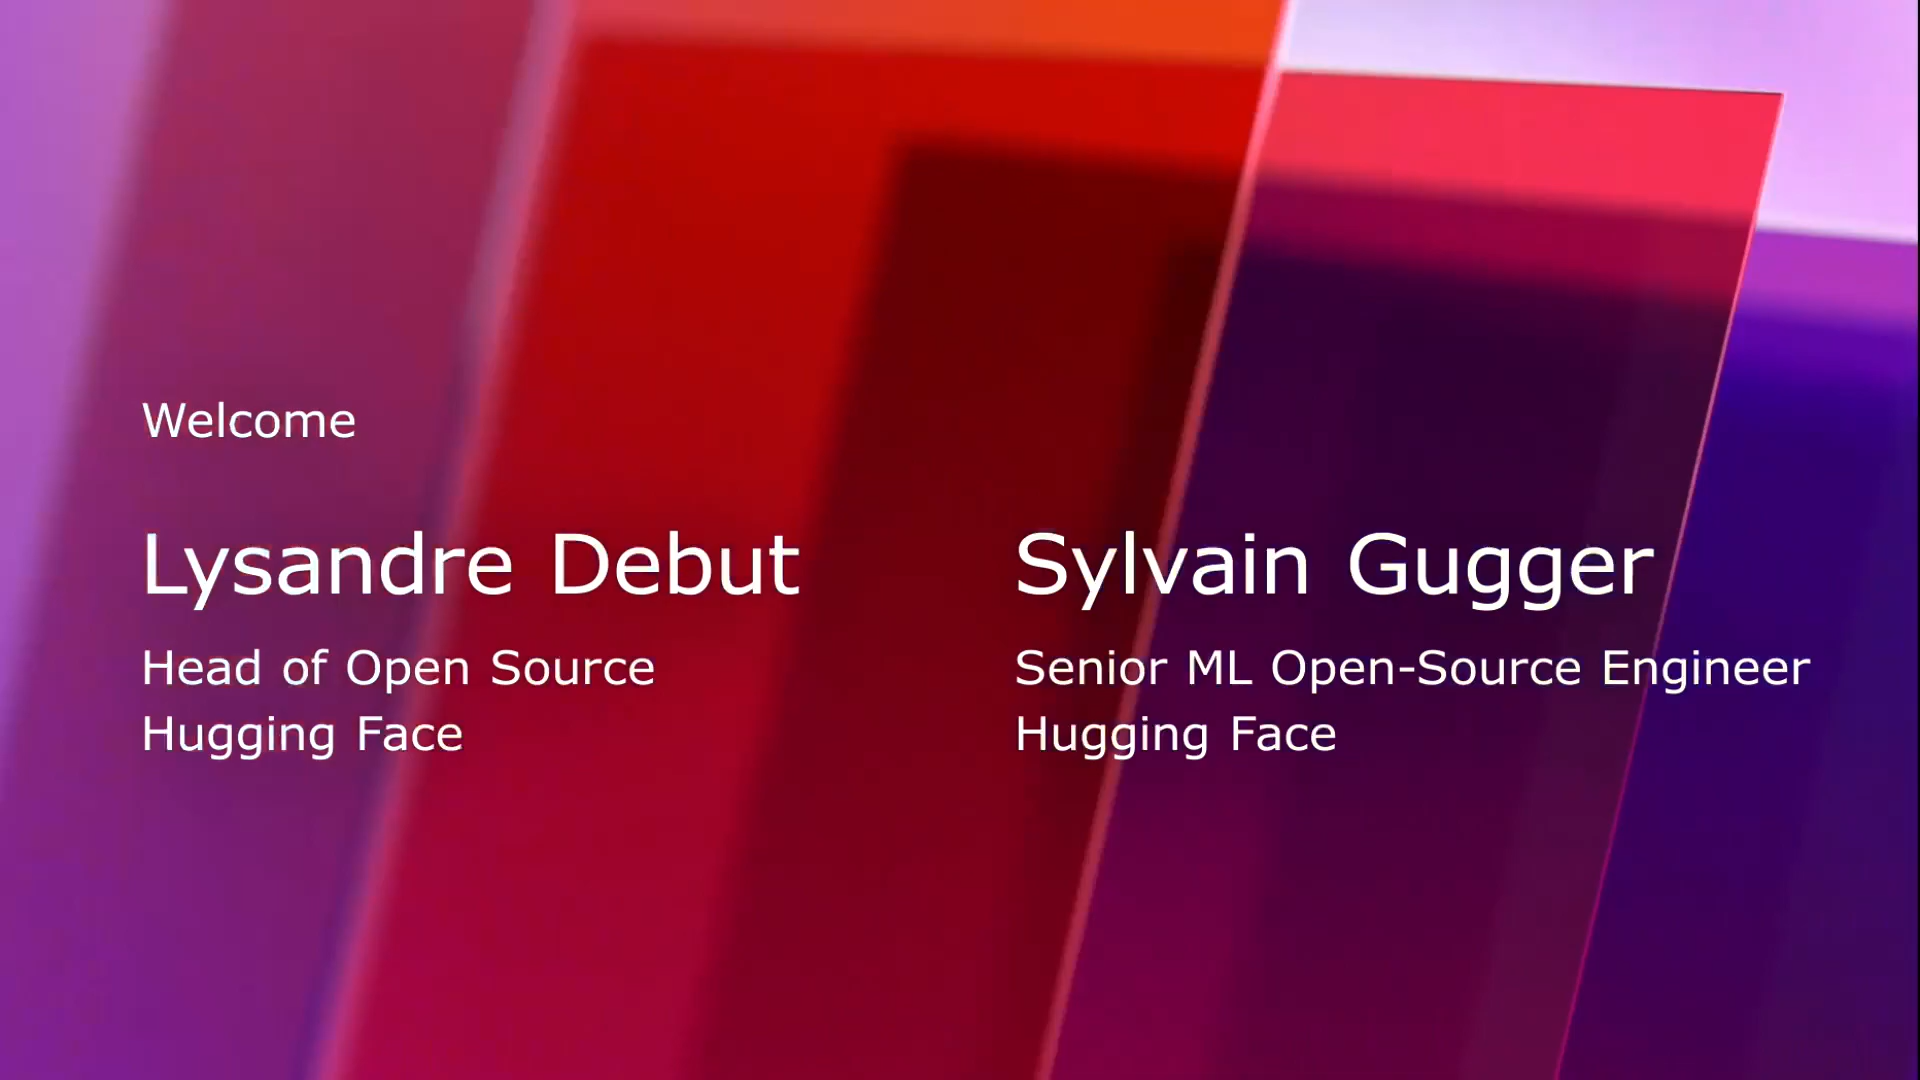 Welcome
Lysandre Debut
Head of Open Source
Hugging Face
Sylvain Gugger
Senior ML Open-Source Engineer
Hugging Face